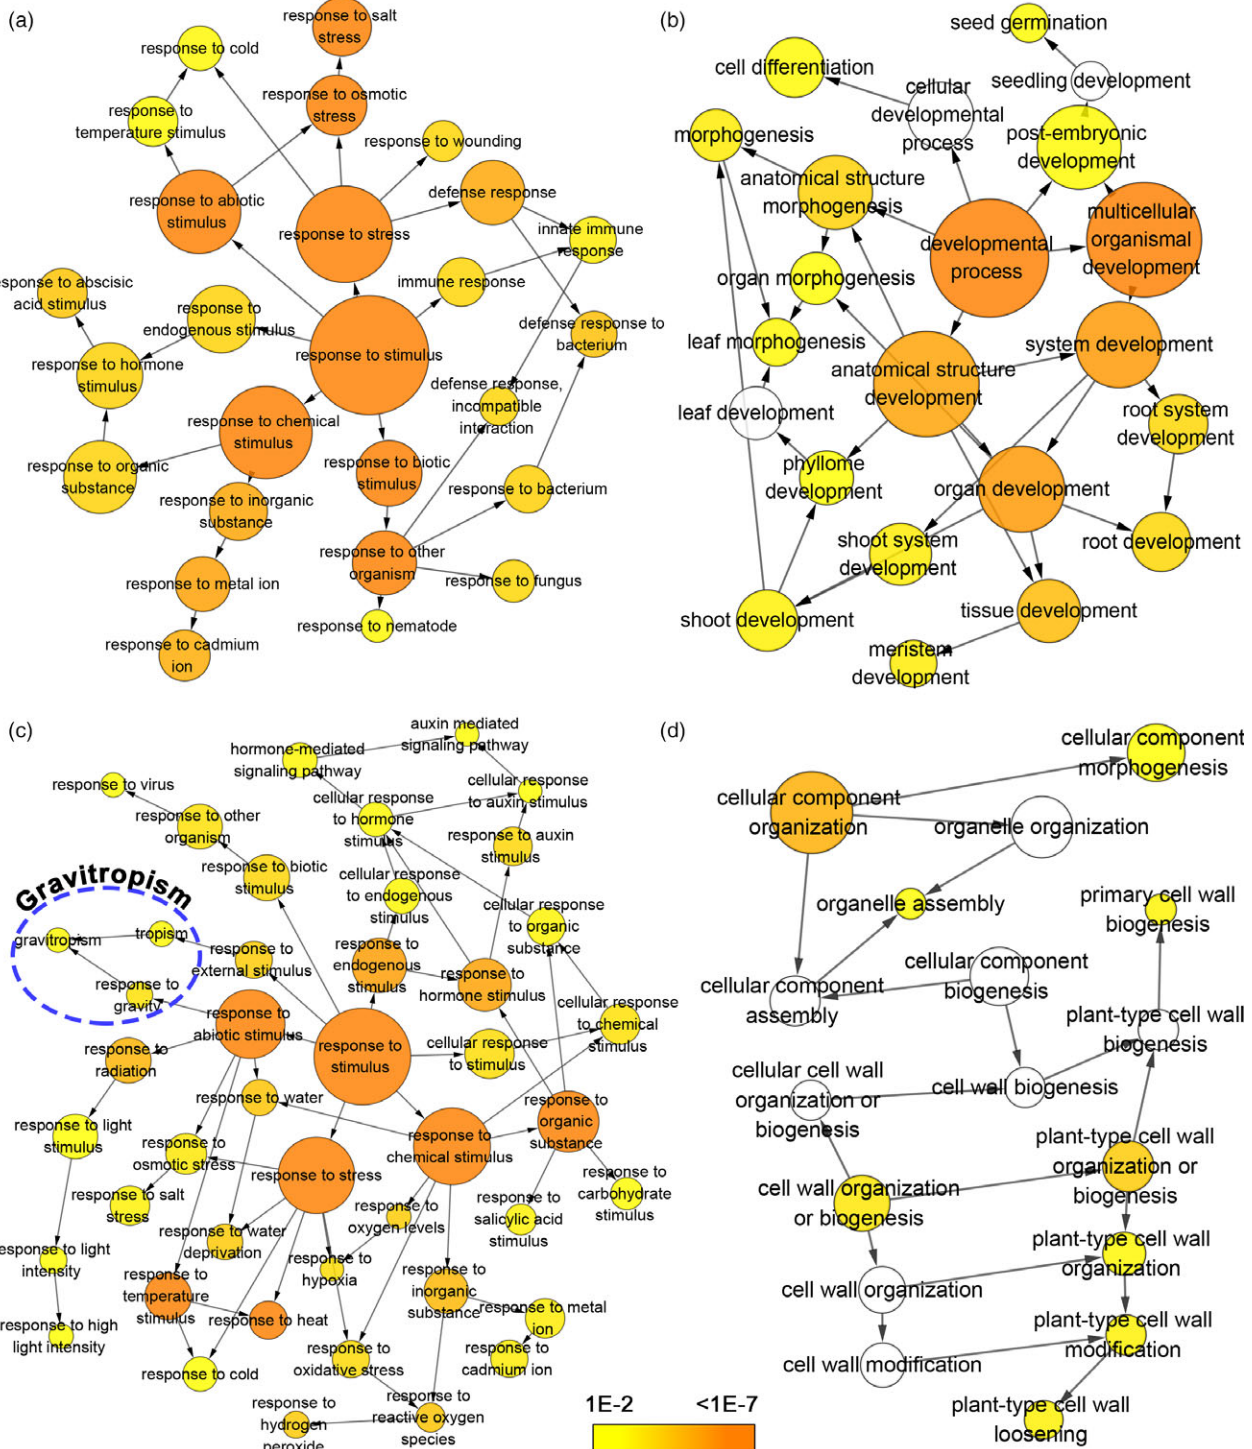 (a)
response to salt
stress
response to cold
response to osmotic
stress
response to
temperature stimulus
response to wounding
defense response
response to abiotic
stimulus
response to stress
innate immune
response
immune response
response to abscisic
acid stimulus
response to
endogenous stimulus
defense response to
bacterium
response to stimulus
response to hormone
stimulus
defense response,
incompatible
interaction
response to chemical
stimulus
response to biotic
stimulus
response to organic
substance
response to bacterium
response to inorganic
substance
response to other
organism
response to metal ion
response to fungus
response to nematode
response to cadmium
ion
(b)
seed germination
cell differentiation
seedling development
cellular
developmental
process
morphogenesis
post-embryonic
development
anatomical structure
morphogenesis
multicellular
organismal
development
developmental
process
organ morphogenesis
leaf morphogenesis
system development
anatomical structure
development
leaf development
root system
development
phyllome
development
organ development
shoot system
development
root development
shoot development
tissue development
meristem
development
(c)
auxin mediated
signaling pathway
hormone-mediated
signaling pathway
response to virus
cellular response
to auxin stimulus
cellular response
to hormone
stimulus
response to other
organism
response to auxin
stimulus
response to biotic
stimulus
cellular response
to endogenous
stimulus
Gravitropism
cellular response
to organic
substance
gravitropism
tropism
response to
external stimulus
response to
endogenous
stimulus
response to
hormone stimulus
response to
gravity
response to
abiotic stimulus
cellular response
to chemical
stimulus
response to
stimulus
cellular response
to stimulus
response to
radiation
response to water
response to
organic
substance
response to light
stimulus
response to
chemical stimulus
response to
osmotic stress
response to stress
response to
carbohydrate
stimulus
response to salt
stress
response to
oxygen levels
response to
salicylic acid
stimulus
response to water
deprivation
response to light
intensity
response to
hypoxia
response to
temperature
stimulus
response to
inorganic
substance
response to heat
response to metal
ion
response to high
light intensity
response to cold
response to
oxidative stress
response to
cadmium ion
response to
hydrogen
peroxide
response to
reactive oxygen
species
(d)
cellular component
morphogenesis
cellular component
organization
organelle organization
organelle assembly
primary cell wall
biogenesis
cellular component
biogenesis
cellular component
assembly
plant-type cell wall
biogenesis
cellular cell wall
organization or
biogenesis
cell wall biogenesis
plant-type cell wall
organization or
biogenesis
cell wall organization
or biogenesis
plant-type cell wall
organization
cell wall organization
plant-type cell wall
modification
cell wall modification
plant-type cell wall
loosening
1E-2
<1E-7